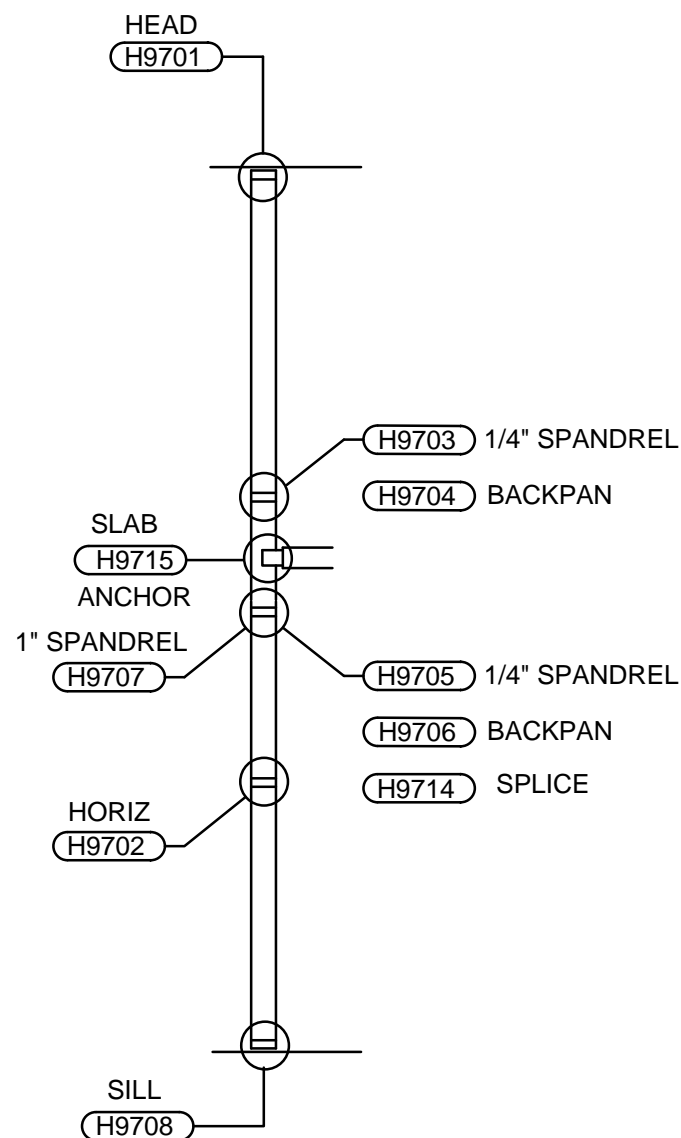 HEAD
H9701
H9703 1/4" SPANDREL
H9704 BACKPAN
SLAB
H9715
ANCHOR
1" SPANDREL
H9707
H9705 1/4" SPANDREL
H9706 BACKPAN
H9714 SPLICE
HORIZ
H9702
SILL
H9708